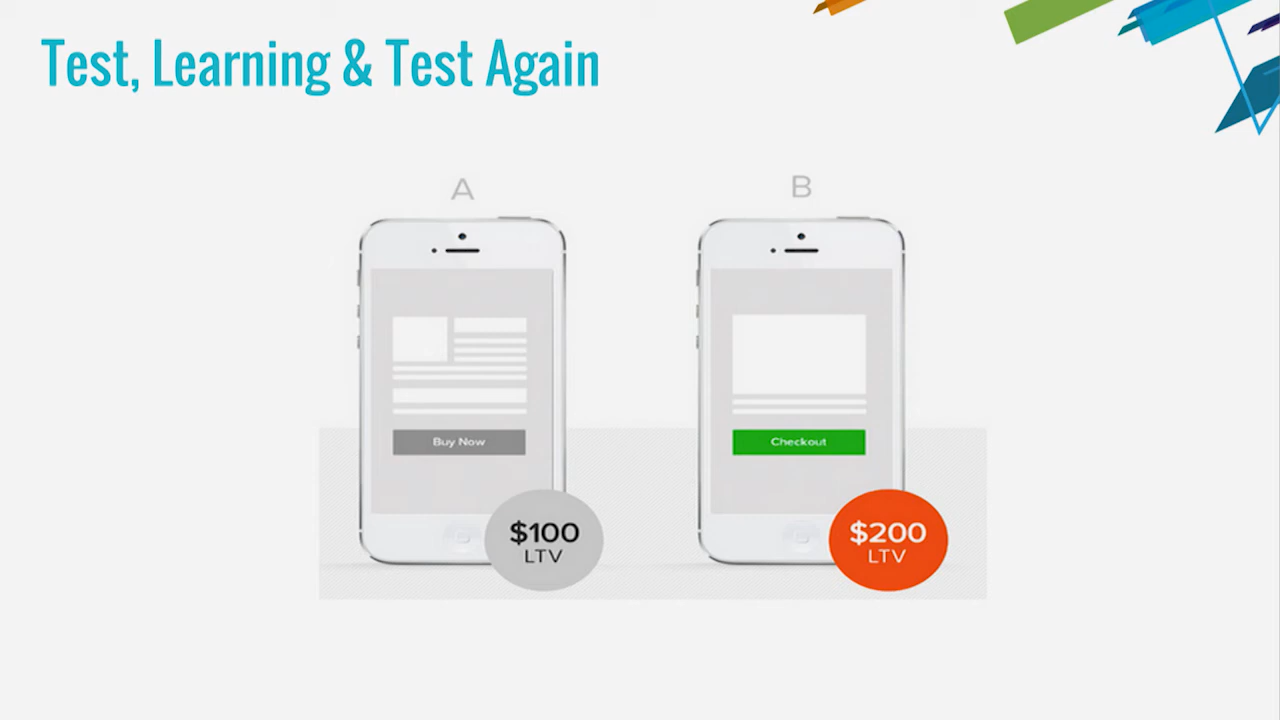 Test, Learning & Test Again
A
B
Buy Now
Checkout
$100
LTV
$200
LTV